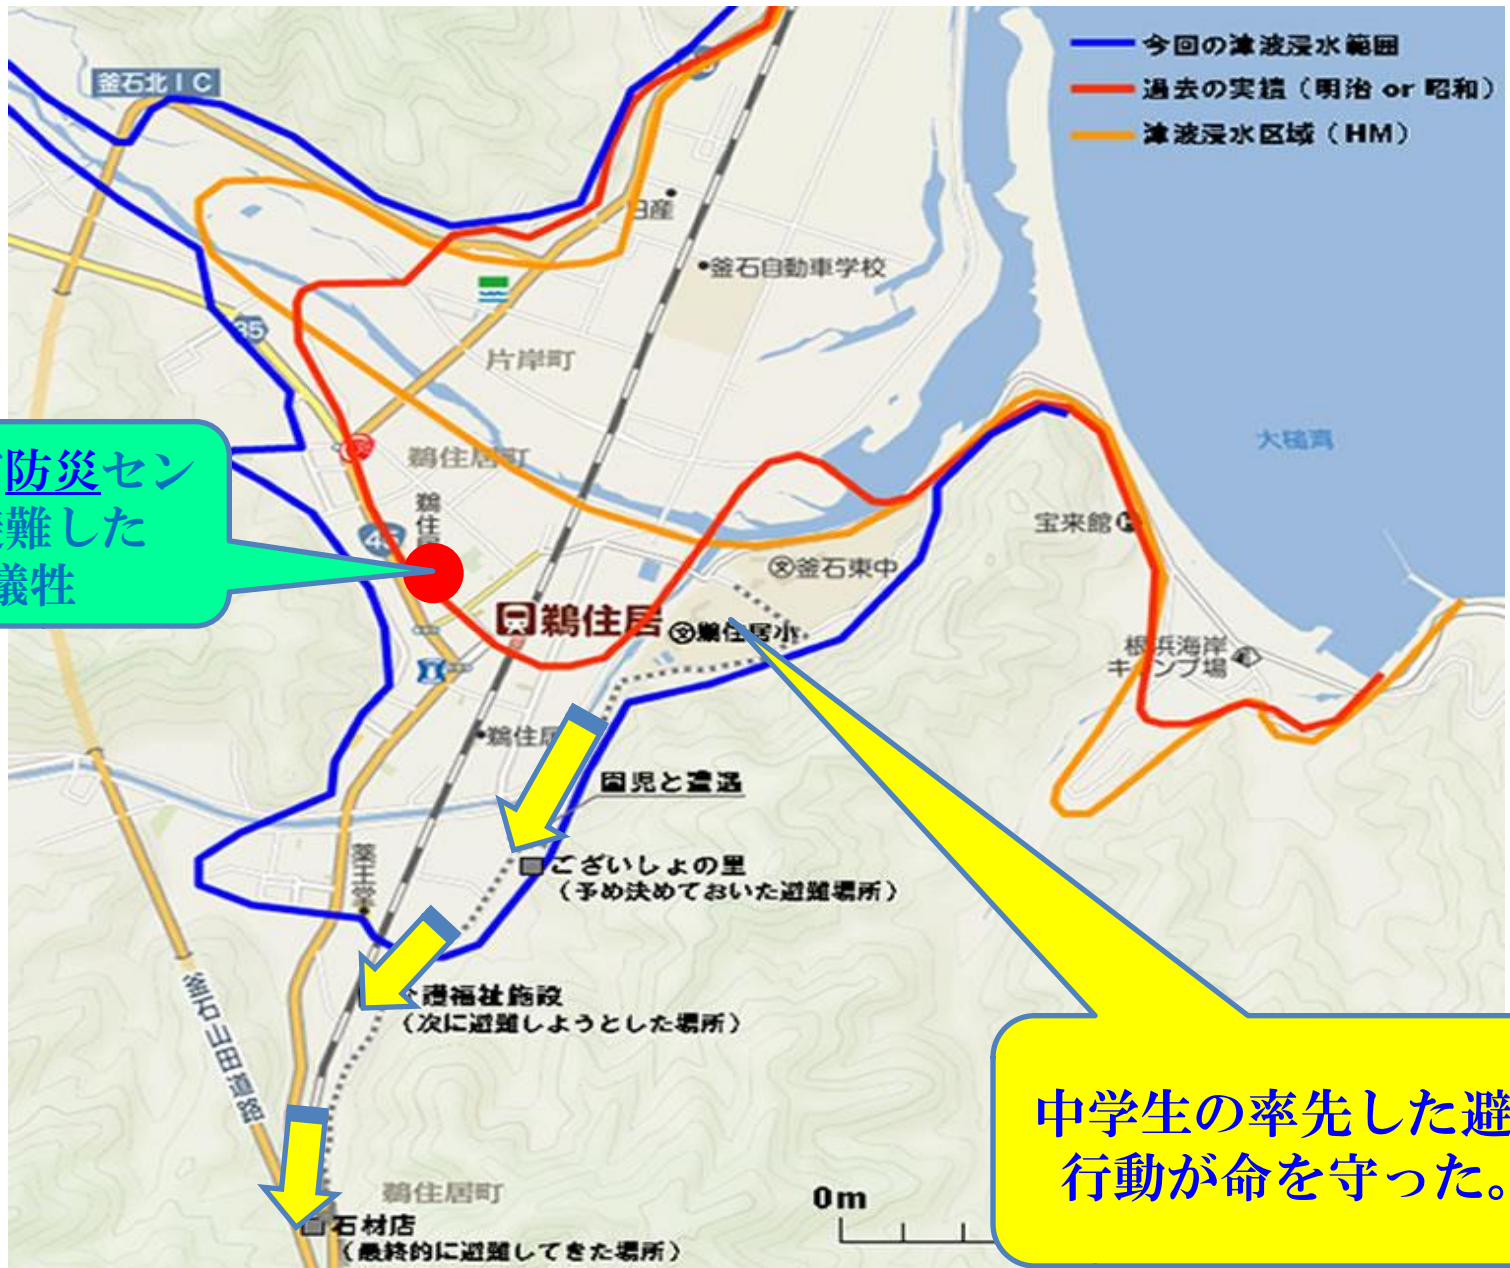 今回の津波浸水範囲
過去の実績（明治 or 昭和）
津波浸水区域（HM）
釜石北IC
日産
•釜石自動車学校
35
片岸町
大槌湾
鵜住居町
防災セン
難した
犠牲
45
宝来館
釜石東中
鵜住居
鵜住居小
根浜海岸
キャンプ場
鵜住居
園児と遭遇
ございしょの里
（予め決めておいた避難場所）
薬王堂
護福祉施設
（次に避難しようとした場所）
釜石山田道路
中学生の率先した避
行動が命を守った。
鵜住居町
0m
石材店
（最終的に避難してきた場所）